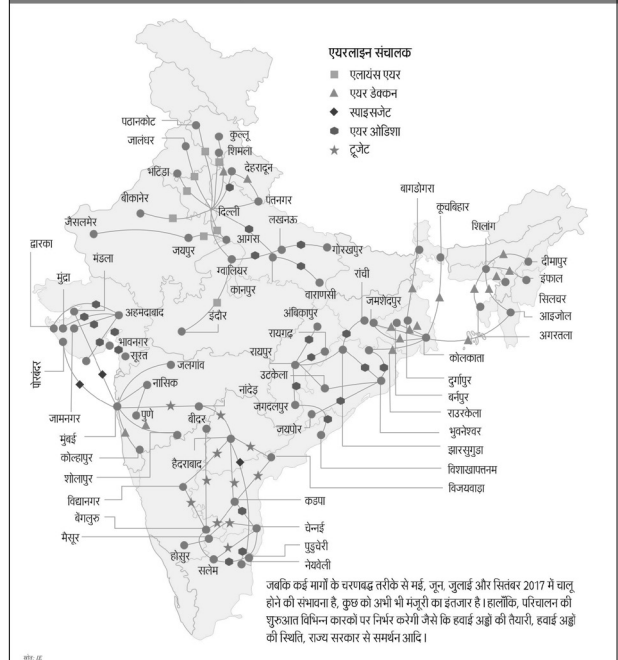 एयरलाइन संचालक
एलायंस एयर
एयर डेक्कन
स्पाइसजेट
एयर ओडिशा
ट्रूजेट
पठानकोट
जालंधर
कुल्लू
शिमला
देहरादून
भटिंडा
पंतनगर
बीकानेर
दिल्ली
लखनऊ
बागडोगरा
कूचबिहार
जैसलमेर
आगरा
गोरखपुर
शिलांग
द्वारका
जयपुर
ग्वालियर
दीमापुर
मंडला
रांची
वाराणसी
इंफाल
मुंद्रा
कानपुर
जमशेदपुर
सिलचर
अहमदाबाद
अंबिकापुर
आइजोल
इंदौर
रायगढ़
अगरतला
भावनगर
रायपुर
सूरत
कोलकाता
जलगांव
उटकेला
पोरबंदर
दुर्गापुर
नासिक
नांदेड़
बर्नपुर
जगदलपुर
जामनगर
पुणे
बीदर
राउरकेला
मुंबई
जयपोर
भुवनेश्वर
कोल्हापुर
हैदराबाद
झारसुगुडा
शोलापुर
विशाखापत्तनम
विद्यानगर
कडपा
विजयवाड़ा
बेंगलुरु
मैसूर
चेन्नई
होसुर
पुडुचेरी
सलेम
नेयवेली
जबकि कई मार्गों के चरणबद्ध तरीके से मई, जून, जुलाई और सितंबर 2017 में चालू
होने की संभावना है, कुछ को अभी भी मंजूरी का इंतजार है। हालाँकि, परिचालन की
शुरुआत विभिन्न कारकों पर निर्भर करेगी जैसे कि हवाई अड्डों की तैयारी, हवाई अड्डों
की स्थिति, राज्य सरकार से समर्थन आदि।
स्रोत: IE